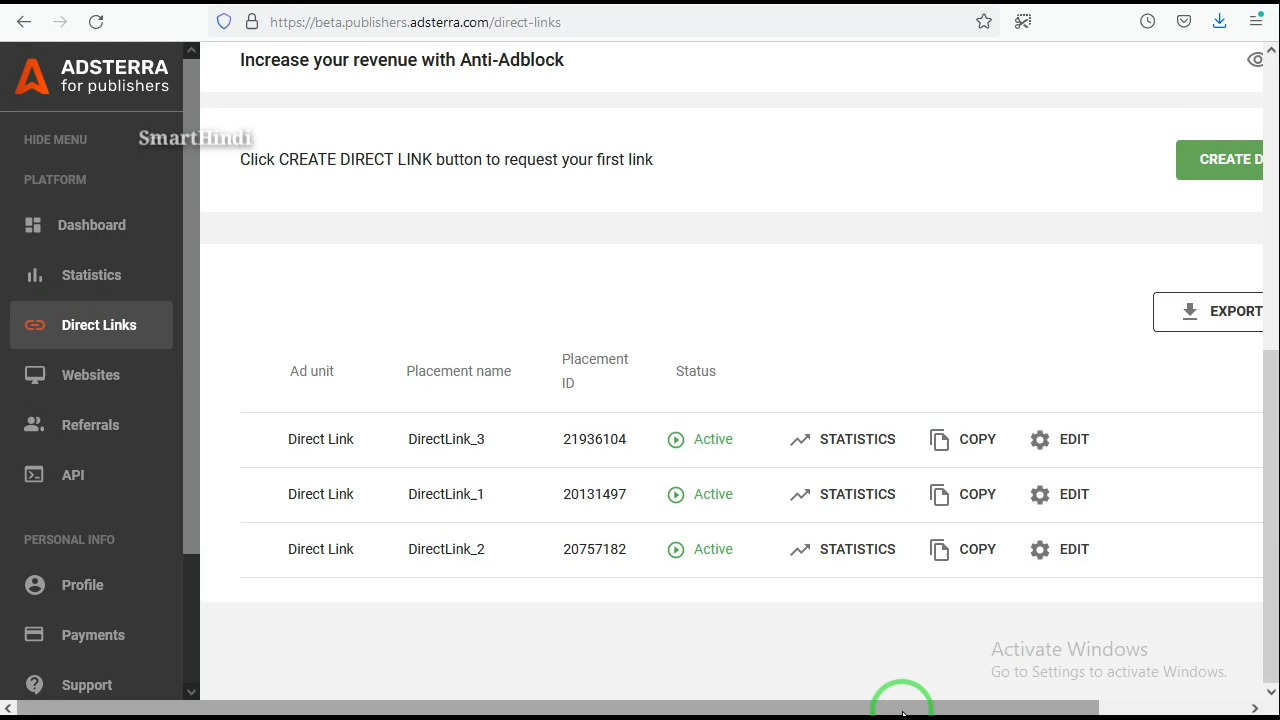 https://beta.publishers.adsterra.com/direct-links
ADSTERRA
for publishers
HIDE MENU
SmartHindi
PLATFORM
Dashboard
Statistics
Direct Links
Websites
Referrals
API
PERSONAL INFO
Profile
Payments
Support
Increase your revenue with Anti-Adblock
Click CREATE DIRECT LINK button to request your first link
CREATE D
EXPORT
Ad unit Placement name Placement ID Status
Direct Link DirectLink_3 21936104 Active STATISTICS COPY EDIT
Direct Link DirectLink_1 20131497 Active STATISTICS COPY EDIT
Direct Link DirectLink_2 20757182 Active STATISTICS COPY EDIT
Activate Windows
Go to Settings to activate Windows.